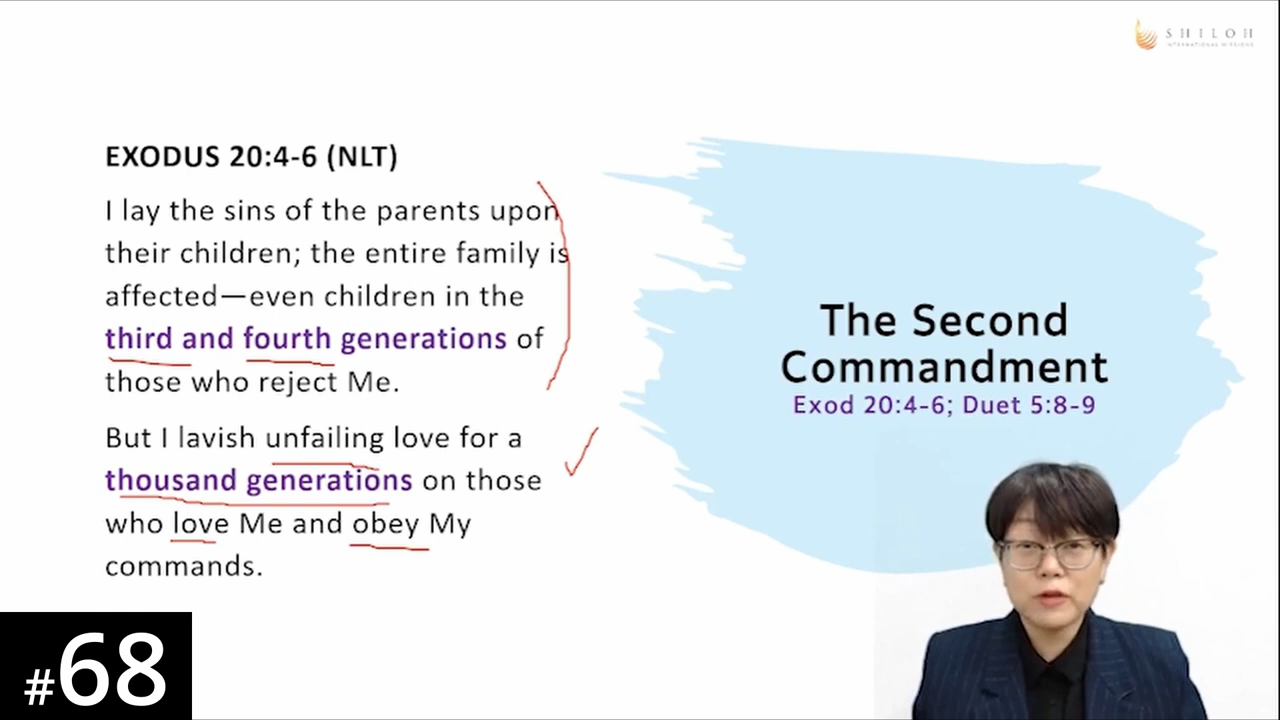 SHILOH
INTERNATIONAL MISSIONS
EXODUS 20:4-6 (NLT)
I lay the sins of the parents upon
their children; the entire family is
affected—even children in the
third and fourth generations of
those who reject Me.
But I lavish unfailing love for a
thousand generations on those
who love Me and obey My
commands.
The Second
Commandment
Exod 20:4-6; Duet 5:8-9
#68